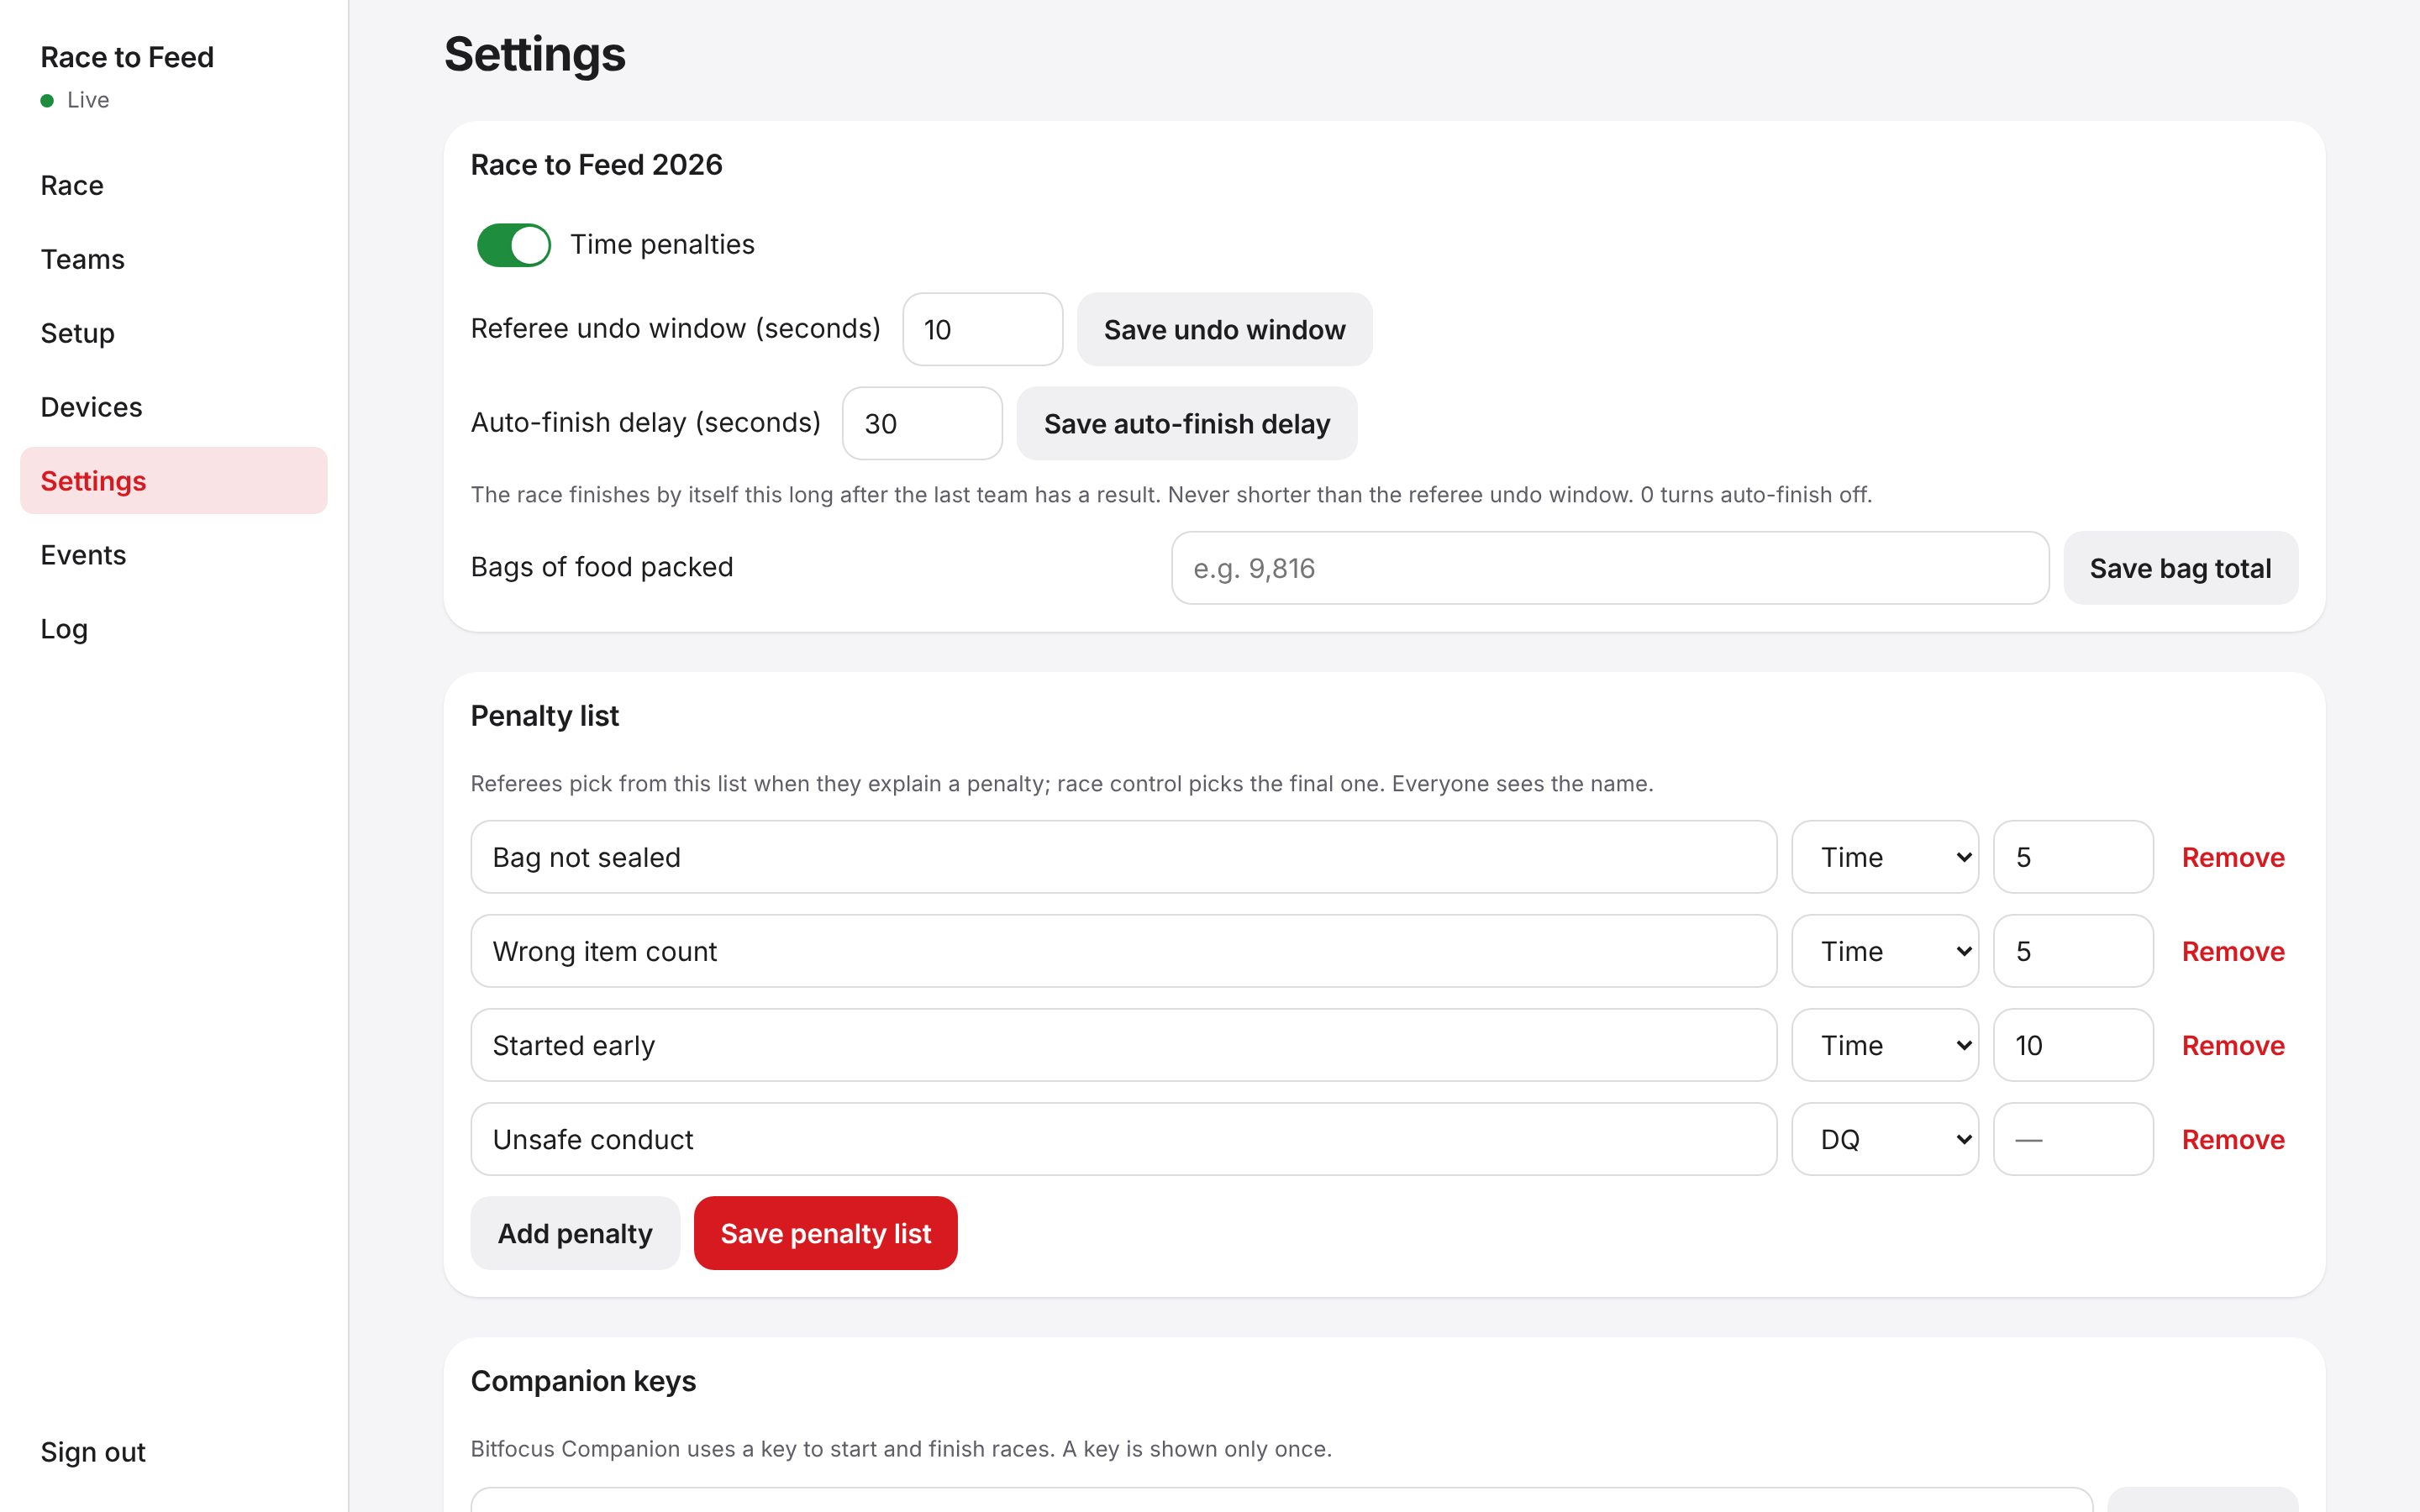 Race to Feed
Live
Race
Teams
Setup
Devices
Settings
Events
Log
Sign out
Settings
Race to Feed 2026
Time penalties
Referee undo window (seconds) 10 Save undo window
Auto-finish delay (seconds) 30 Save auto-finish delay
The race finishes by itself this long after the last team has a result. Never shorter than the referee undo window. 0 turns auto-finish off.
Bags of food packed e.g. 9,816 Save bag total
Penalty list
Referees pick from this list when they explain a penalty; race control picks the final one. Everyone sees the name.
Bag not sealed Time 5 Remove
Wrong item count Time 5 Remove
Started early Time 10 Remove
Unsafe conduct DQ — Remove
Add penalty Save penalty list
Companion keys
Bitfocus Companion uses a key to start and finish races. A key is shown only once.